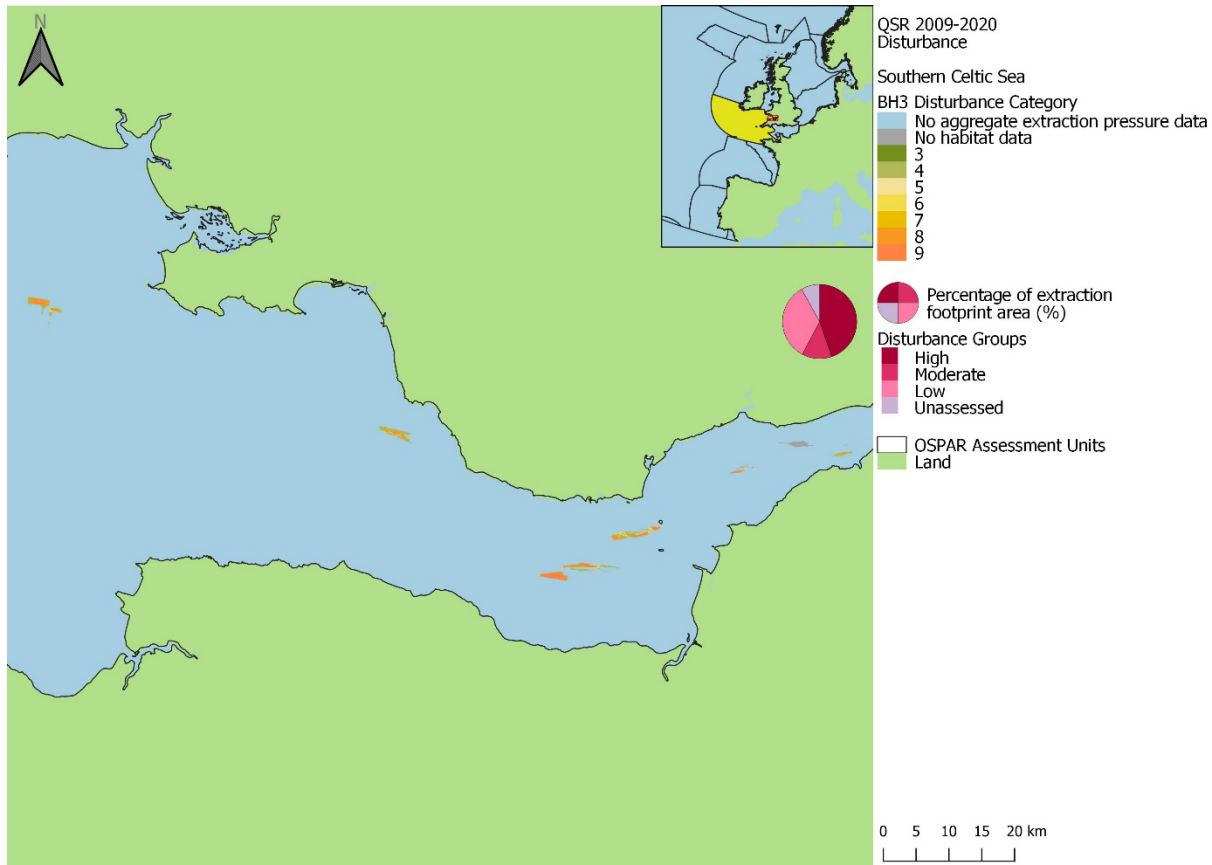 N
QSR 2009-2020
Disturbance
Southern Celtic Sea
BH3 Disturbance Category
No aggregate extraction pressure data
No habitat data
3
4
5
6
7
8
9
Percentage of extraction
footprint area (%)
Disturbance Groups
High
Moderate
Low
Unassessed
OSPAR Assessment Units
Land
0 5 10 15 20 km